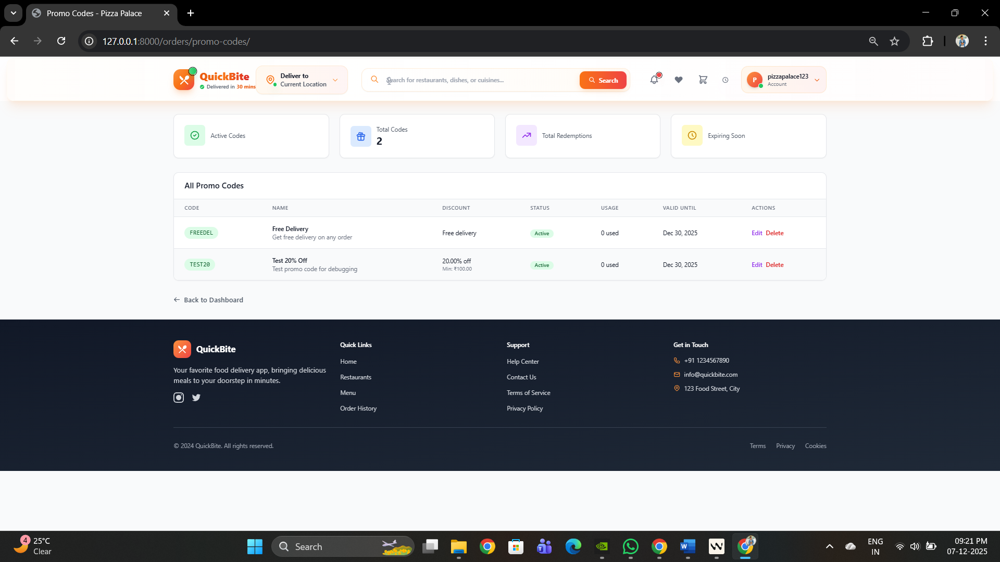 Promo Codes - Pizza Palace
127.0.0.1:8000/orders/promo-codes/
QuickBite
Delivered in 30 mins
Deliver to
Current Location
Search for restaurants, dishes, or cuisines...
Search
P
pizzapalace123
Account
Active Codes
Total Codes
2
Total Redemptions
Expiring Soon
All Promo Codes
CODE NAME DISCOUNT STATUS USAGE VALID UNTIL ACTIONS
FREEDEL Free Delivery Free delivery Active 0 used Dec 30, 2025 Edit Delete
Get free delivery on any order
TEST20 Test 20% Off 20.00% off Active 0 used Dec 30, 2025 Edit Delete
Test promo code for debugging Min: ₹100.00
Back to Dashboard
QuickBite
Your favorite food delivery app, bringing delicious
meals to your doorstep in minutes.
Quick Links
Home
Restaurants
Menu
Order History
Support
Help Center
Contact Us
Terms of Service
Privacy Policy
Get in Touch
+91 1234567890
info@quickbite.com
123 Food Street, City
© 2024 QuickBite. All rights reserved.
Terms Privacy Cookies
4
25°C
Clear
Search
ENG
IN
09:21 PM
07-12-2025